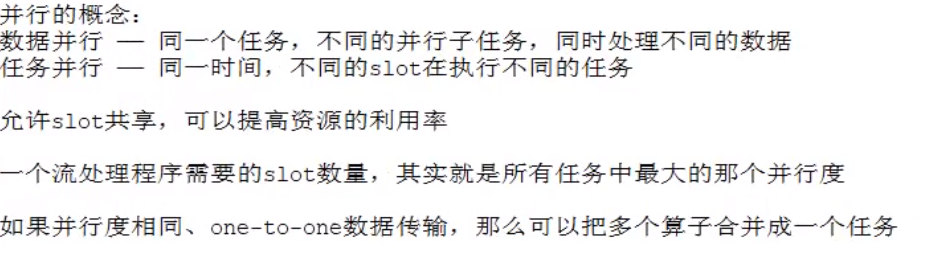 并行的概念：
数据并行 —— 同一个任务，不同的并行子任务，同时处理不同的数据
任务并行 —— 同一时间，不同的slot在执行不同的任务
允许slot共享，可以提高资源的利用率
一个流处理程序需要的slot数量，其实就是所有任务中最大的那个并行度
如果并行度相同、one-to-one数据传输，那么可以把多个算子合并成一个任务